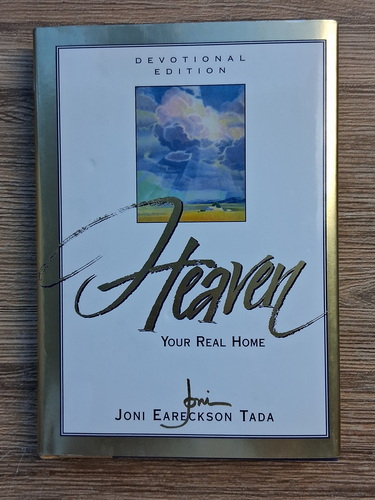 DEVOTIONAL
EDITION
Heaven
YOUR REAL HOME
Joni
JONI EARECKSON TADA